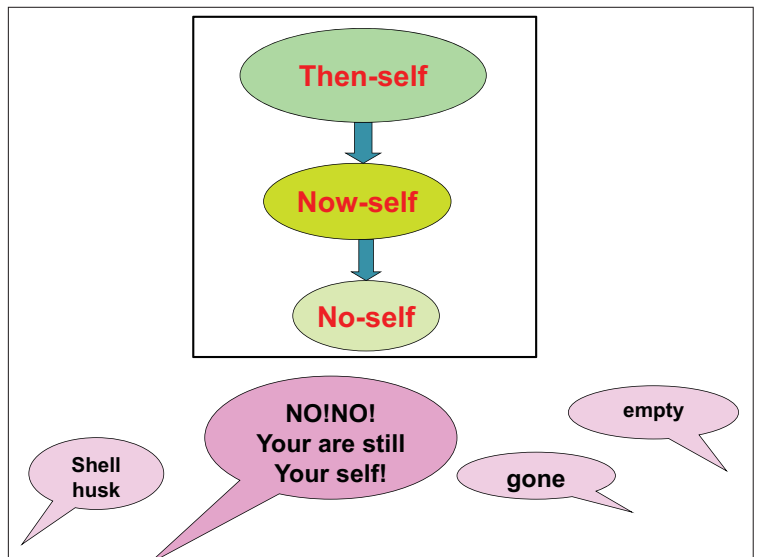 Then-self
Now-self
No-self
NO!NO!
Your are still
Your self!
empty
Shell
husk
gone